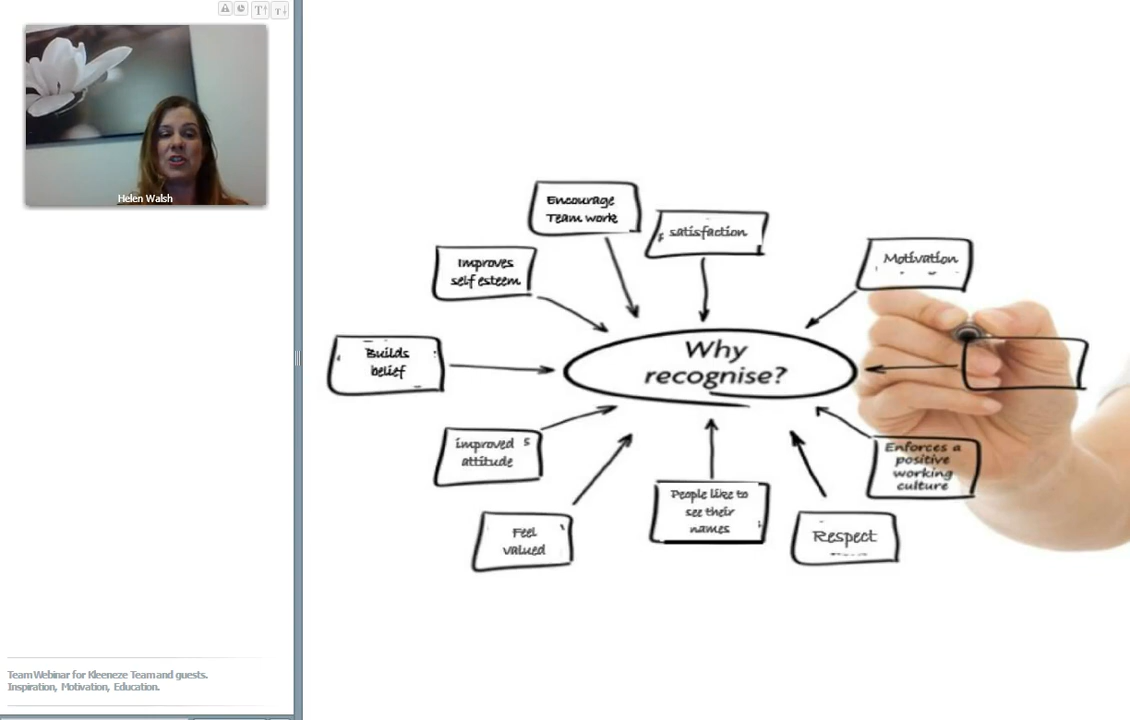 Helen Walsh
Team Webinar for Kleeneze Team and guests.
Inspiration, Motivation, Education.
Encourage
Team work
satisfaction
Motivation
Improves
self esteem
Why
recognise?
Builds
belief
improved s
attitude
Enforces a
positive
working
culture
People like to
see their
names
Feel
valued
Respect